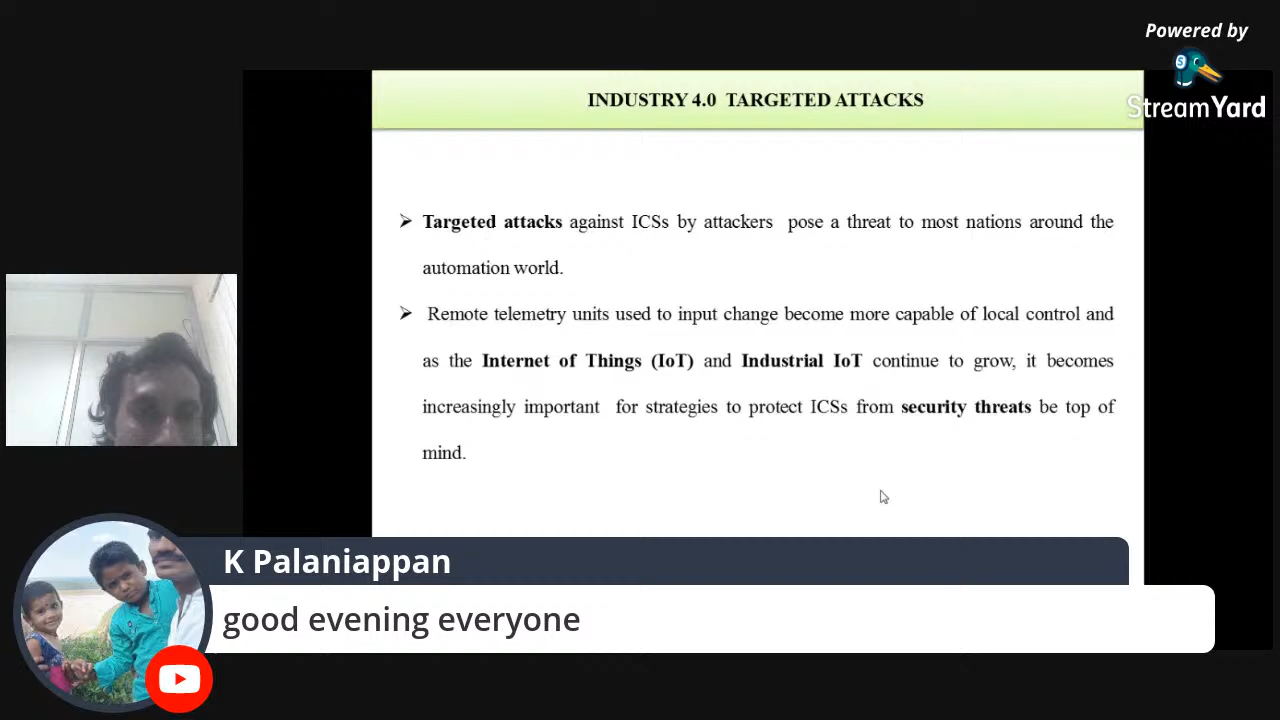 Powered by
StreamYard
INDUSTRY 4.0 TARGETED ATTACKS
Targeted attacks against ICSs by attackers pose a threat to most nations around the
automation world.
Remote telemetry units used to input change become more capable of local control and
as the Internet of Things (IoT) and Industrial IoT continue to grow, it becomes
increasingly important for strategies to protect ICSs from security threats be top of
mind.
K Palaniappan
good evening everyone